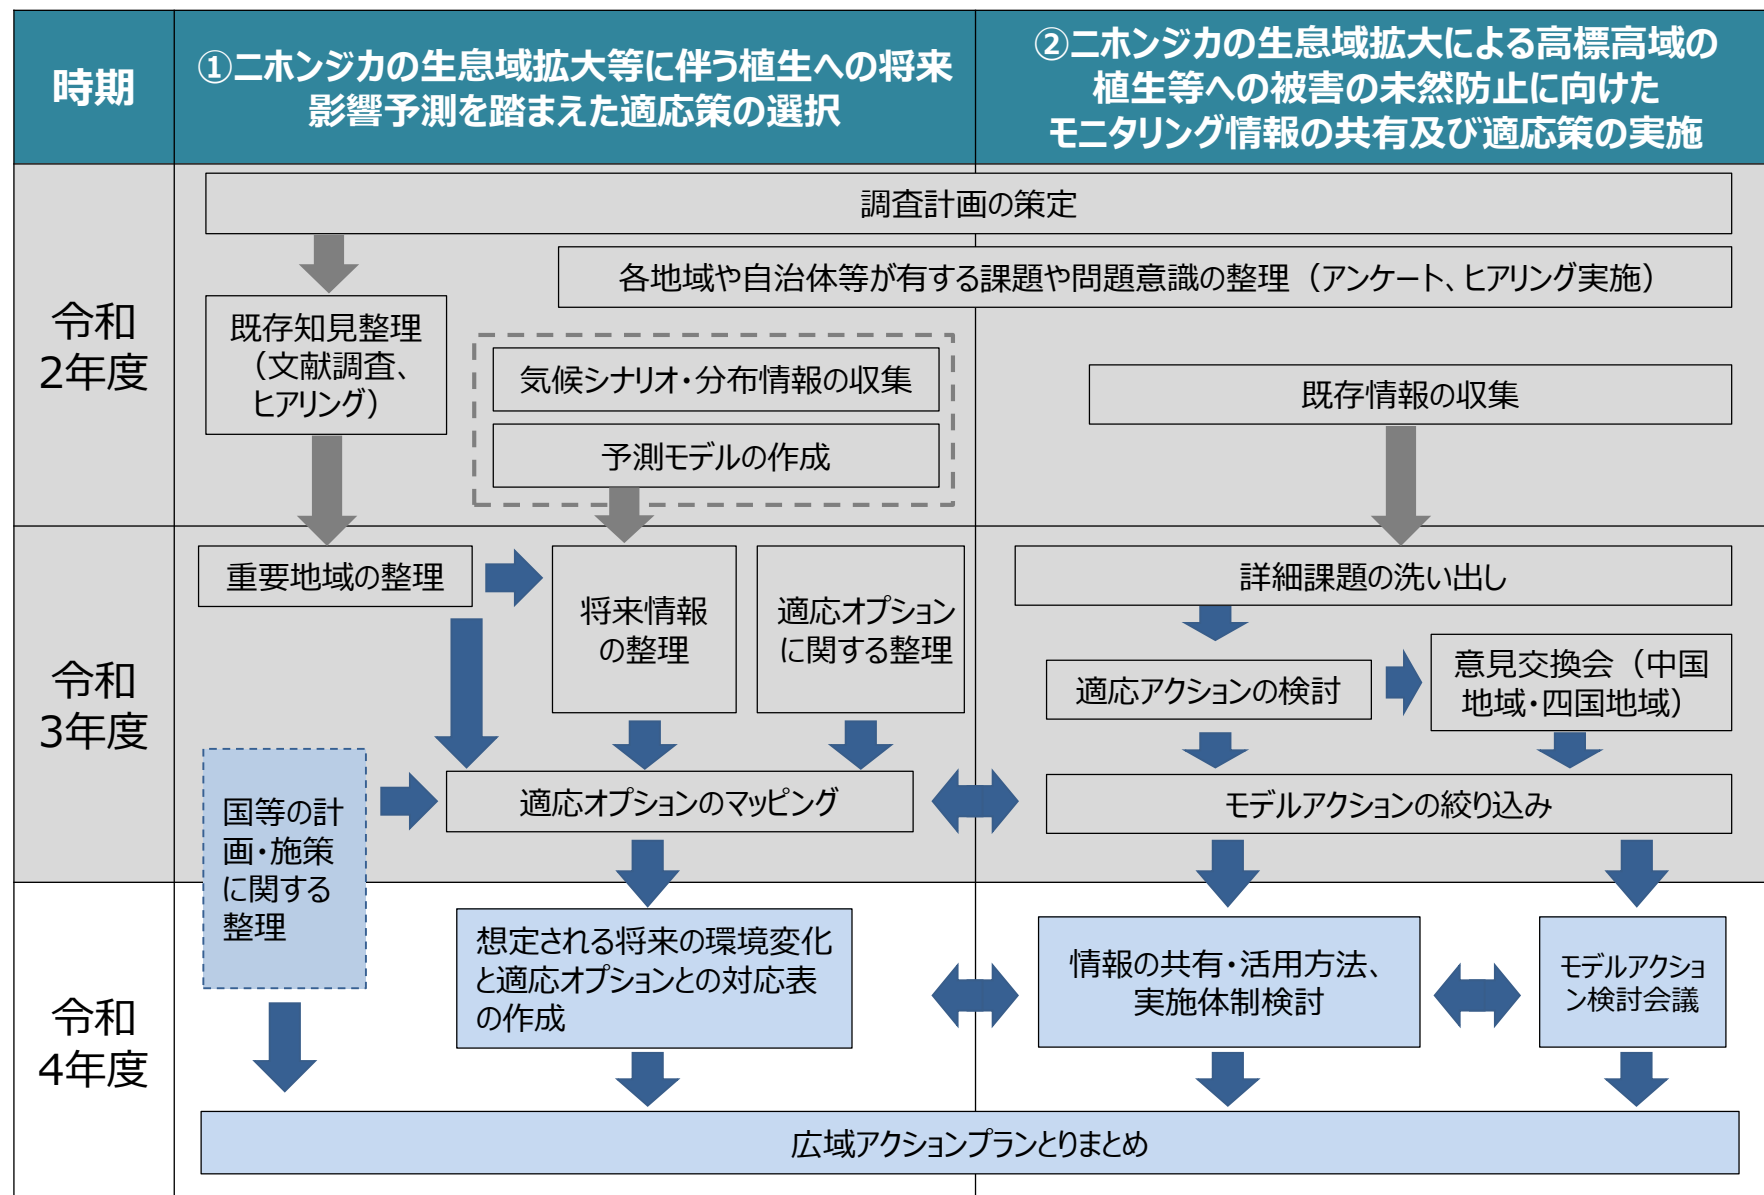 時期
①ニホンジカの生息域拡大等に伴う植生への将来
影響予測を踏まえた適応策の選択
②ニホンジカの生息域拡大による高標高域の
植生等への被害の未然防止に向けた
モニタリング情報の共有及び適応策の実施
令和
2年度
調査計画の策定
各地域や自治体等が有する課題や問題意識の整理（アンケート、ヒアリング実施）
既存知見整理
（文献調査、
ヒアリング）
気候シナリオ・分布情報の収集
予測モデルの作成
既存情報の収集
令和
3年度
重要地域の整理
将来情報
の整理
適応オプション
に関する整理
詳細課題の洗い出し
適応アクションの検討
意見交換会（中国
地域・四国地域）
国等の計
画・施策
に関する
整理
適応オプションのマッピング
モデルアクションの絞り込み
令和
4年度
想定される将来の環境変化
と適応オプションとの対応表
の作成
情報の共有・活用方法、
実施体制検討
モデルアクショ
ン検討会議
広域アクションプランとりまとめ